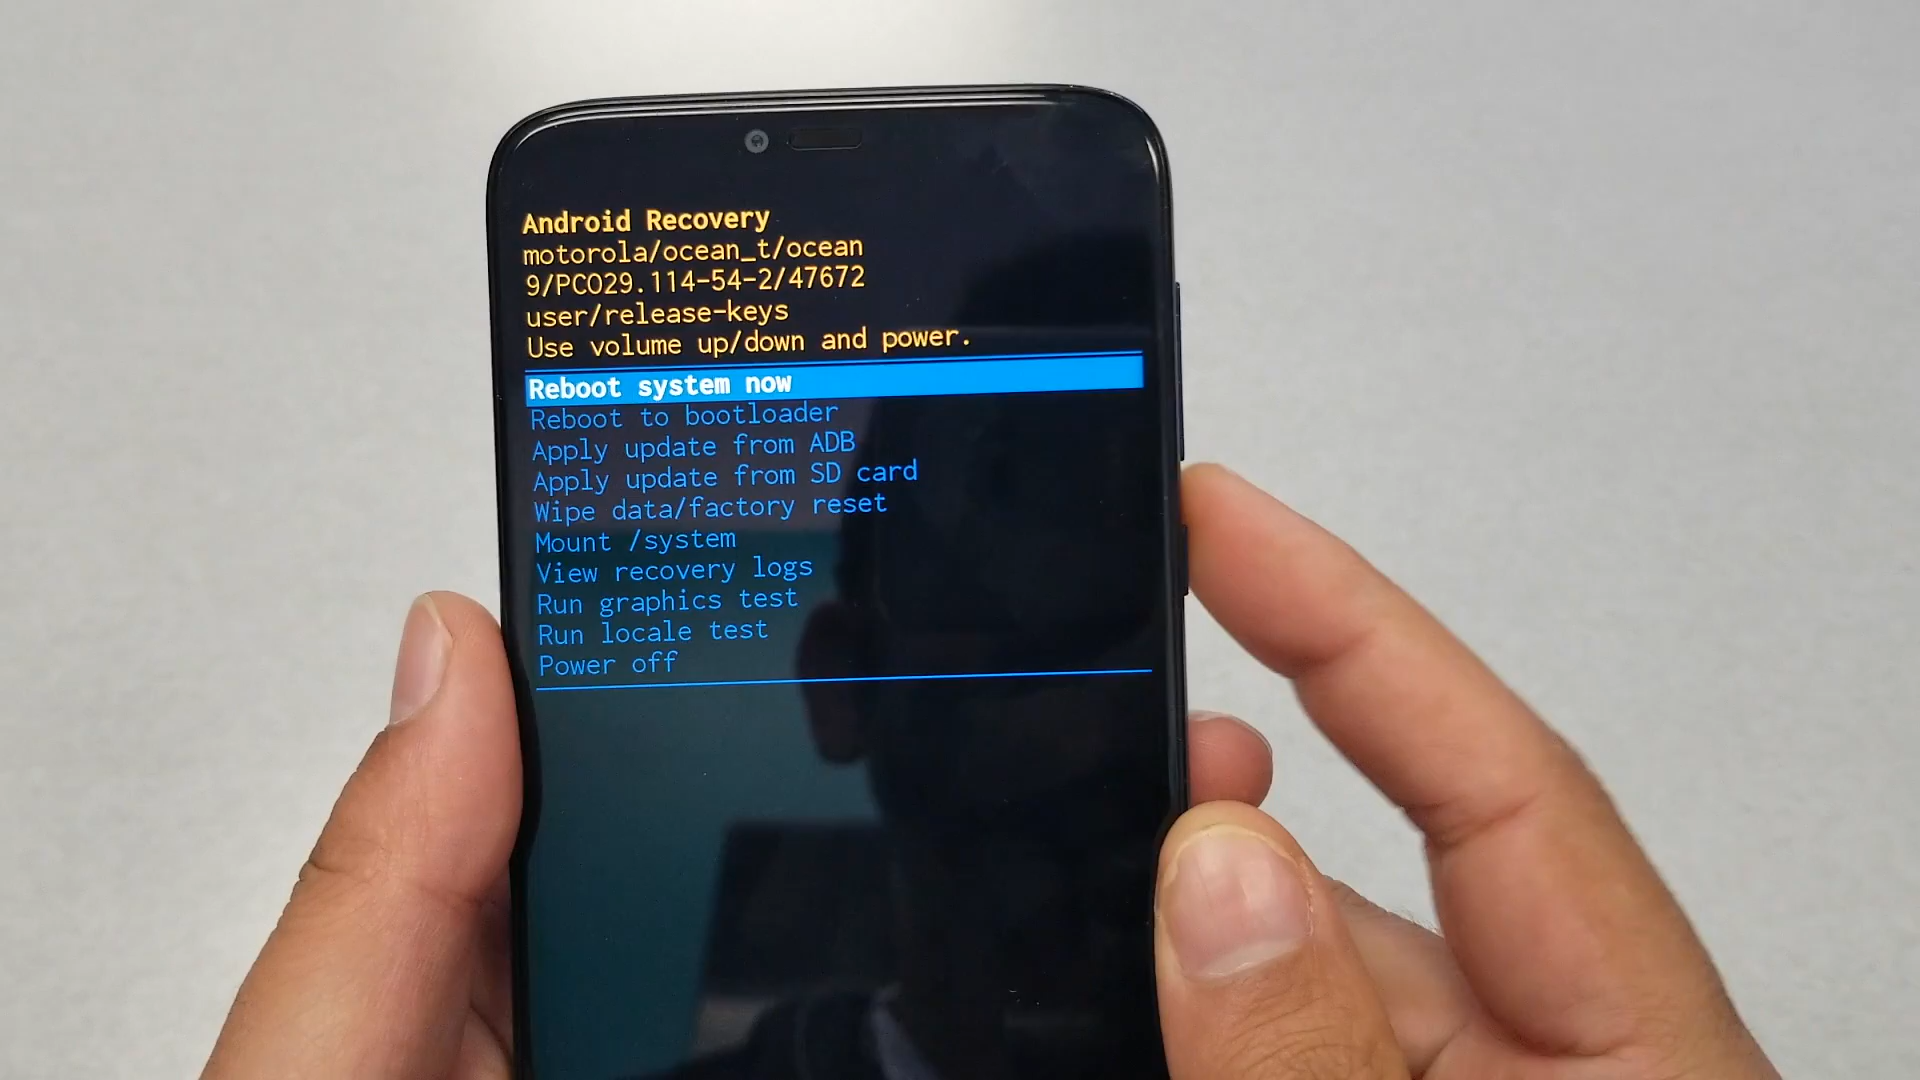 Android Recovery
motorola/ocean_t/ocean
9/PCO29.114-54-2/47672
user/release-keys
Use volume up/down and power.
Reboot system now
Reboot to bootloader
Apply update from ADB
Apply update from SD card
Wipe data/factory reset
Mount /system
View recovery logs
Run graphics test
Run locale test
Power off